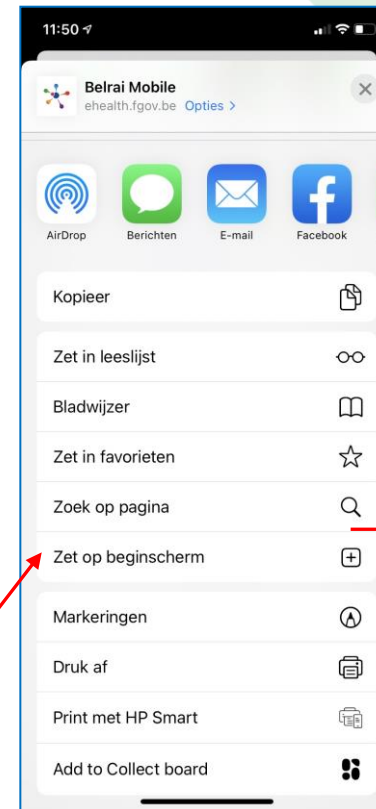 11:50
Belrai Mobile
ehealth.fgov.be Opties >
AirDrop
Berichten
E-mail
Facebook
Kopieer
Zet in leeslijst
Bladwijzer
Zet in favorieten
Zoek op pagina
Zet op beginscherm
Markeringen
Druk af
Print met HP Smart
Add to Collect board